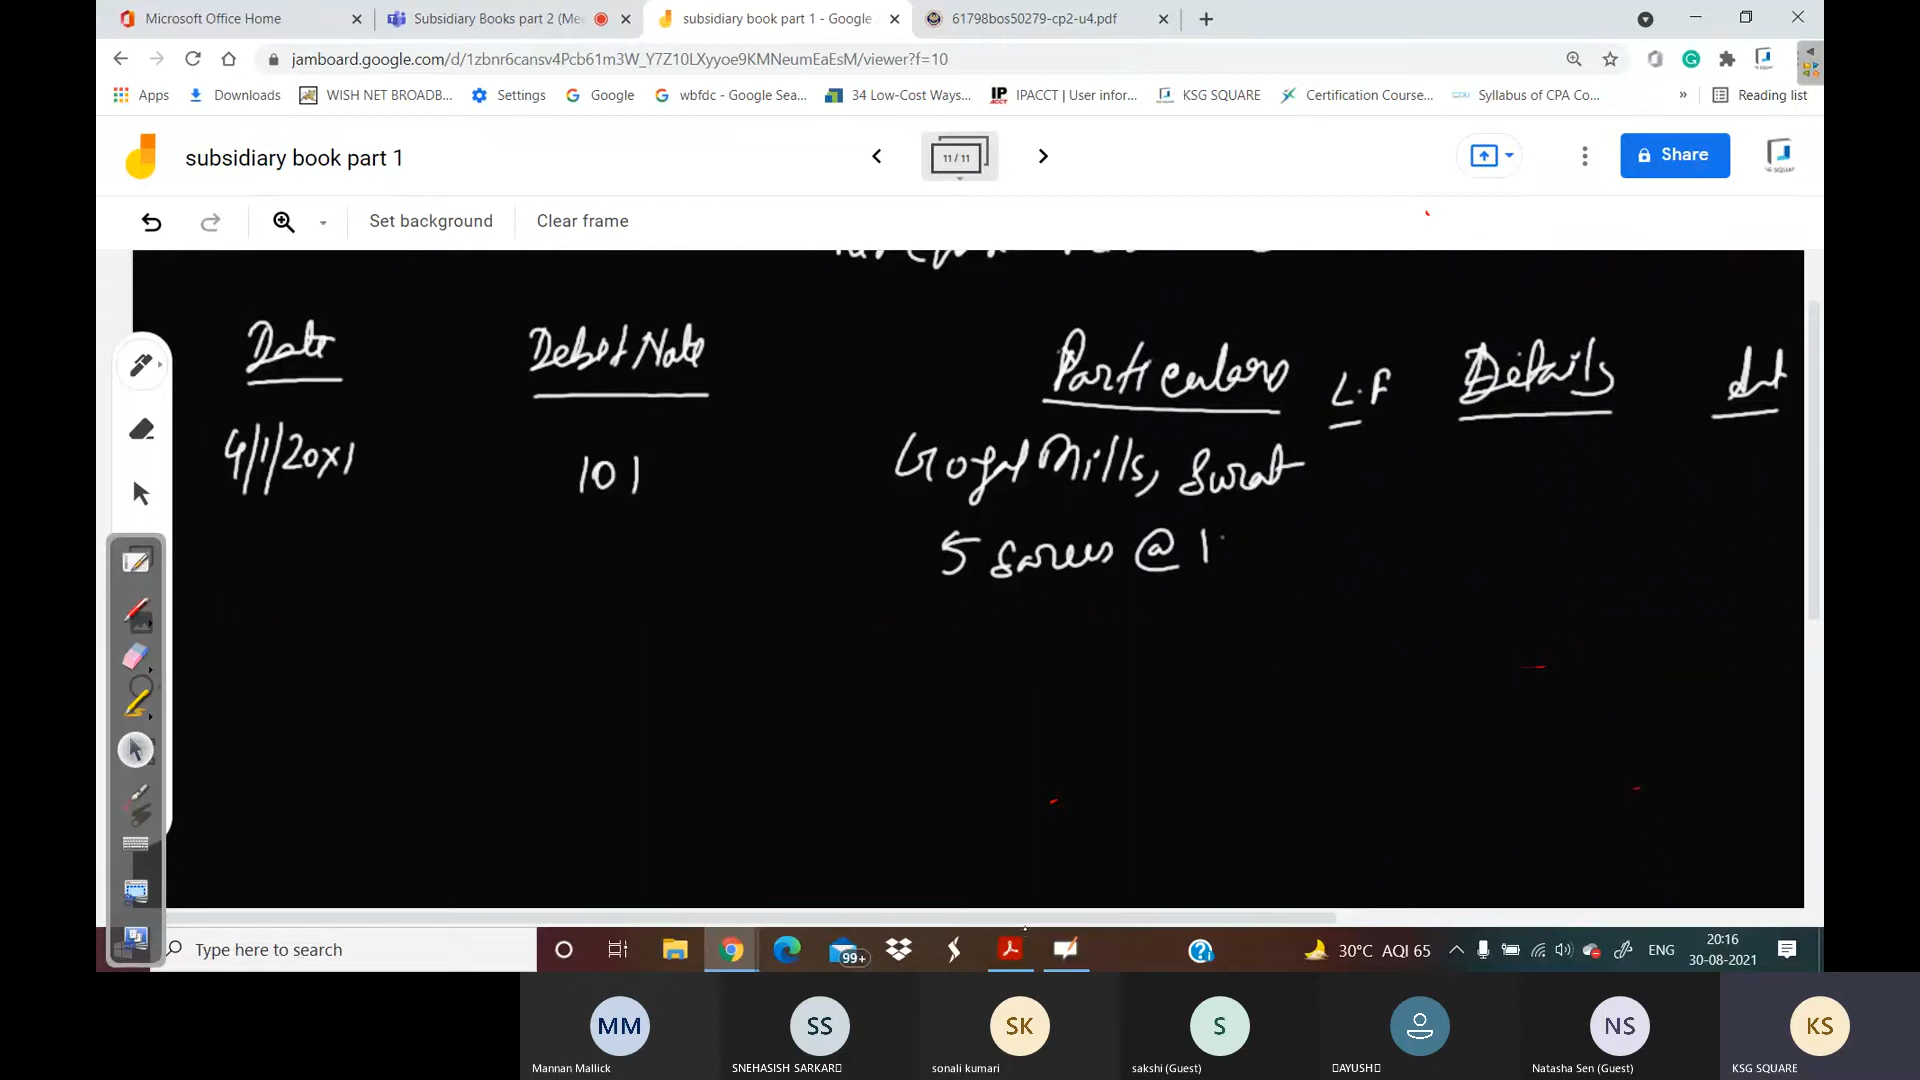 Microsoft Office Home
Subsidiary Books part 2 (Mee
subsidiary book part 1 - Google
61798bos50279-cp2-u4.pdf
jamboard.google.com/d/1zbnr6cansv4Pcb61m3W_Y7Z10LXyyoe9KMNeumEaEsM/viewer?f=10
Apps
Downloads
WISH NET BROADB...
Settings
Google
wbfdc - Google Sea...
34 Low-Cost Ways...
IPACCT | User infor...
KSG SQUARE
Certification Course...
Syllabus of CPA Co...
»
Reading list
subsidiary book part 1
11 / 11
Share
Set background
Clear frame
Date
Debit Note
Particulars
L.F
Details
Amt
4/1/20x1
101
Goyal Mills, Surat
5 Sarees @ 1
Type here to search
99+
30°C AQI 65
ENG
20:16
30-08-2021
MM
SS
SK
S
NS
KS
Mannan Mallick
SNEHASISH SARKAR
sonali kumari
sakshi (Guest)
AYUSH
Natasha Sen (Guest)
KSG SQUARE